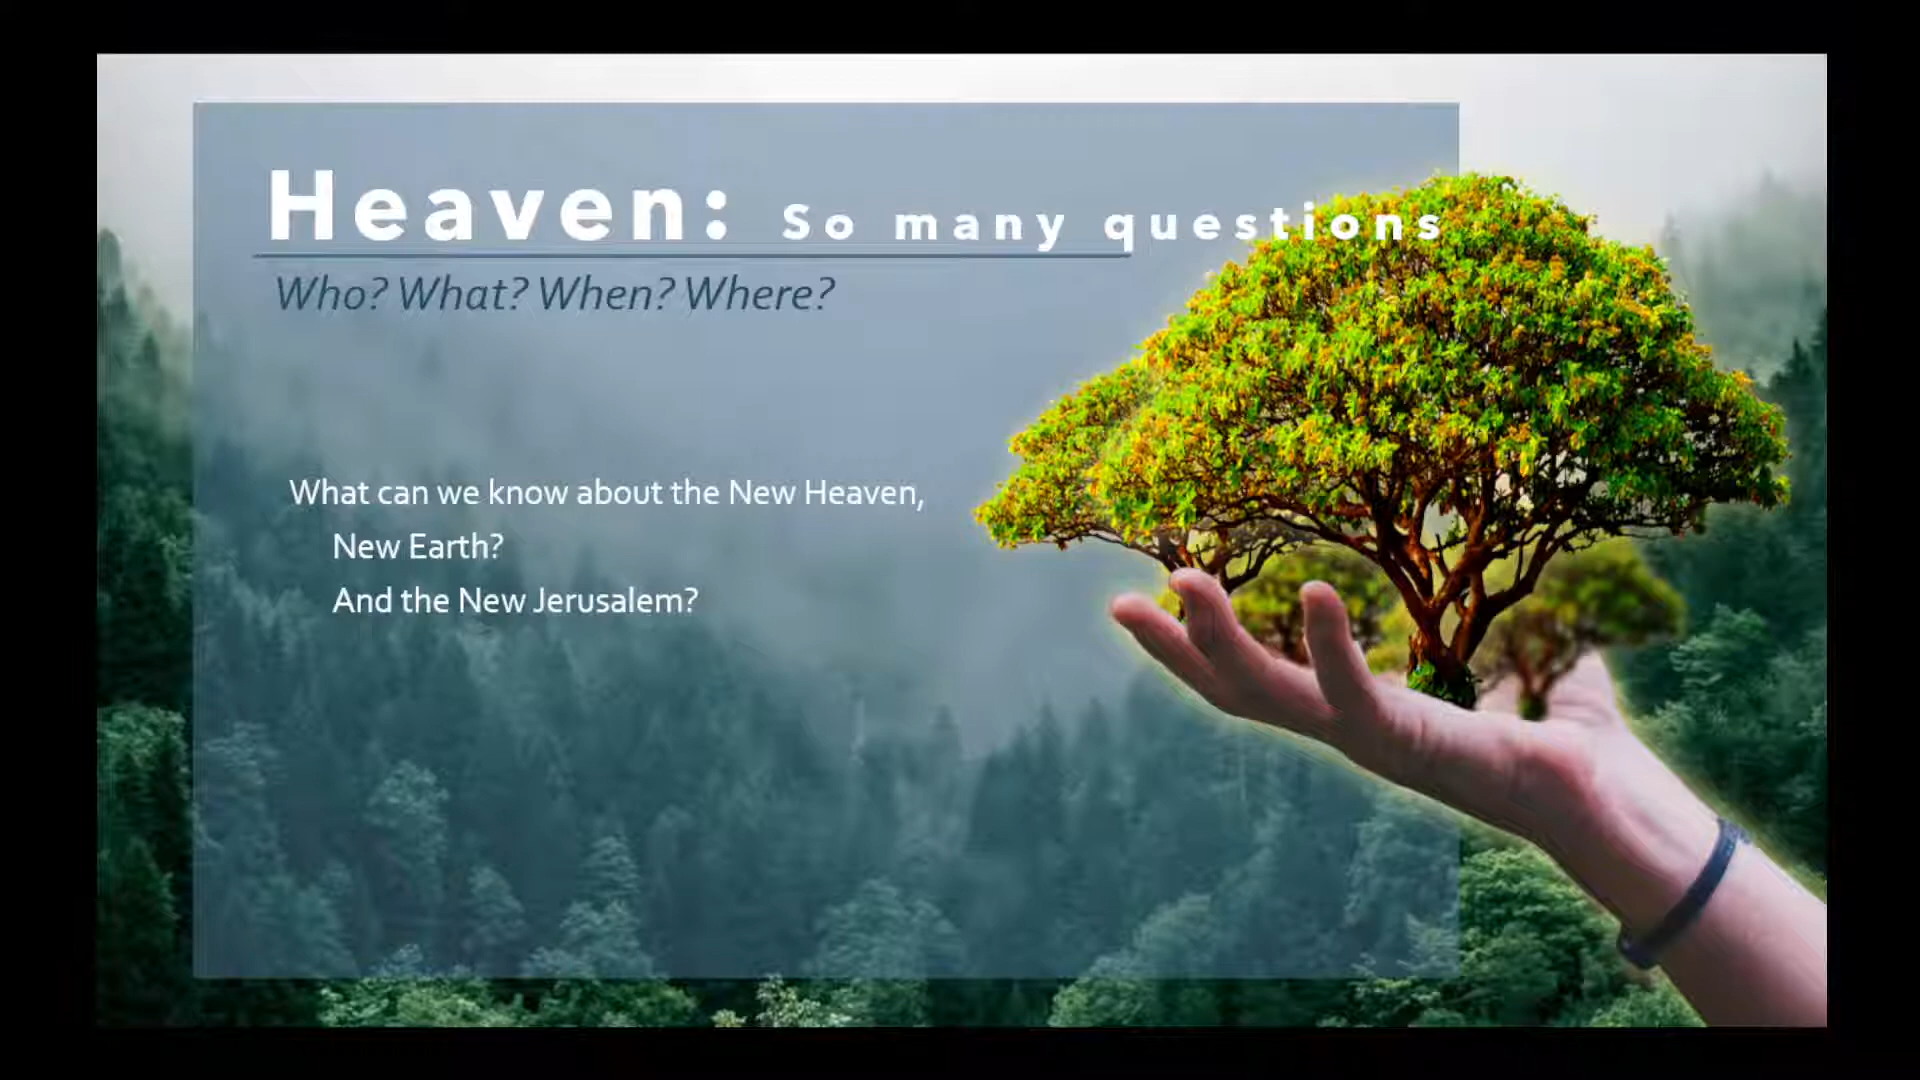 Heaven: So many questions
Who? What? When? Where?
What can we know about the New Heaven,
New Earth?
And the New Jerusalem?